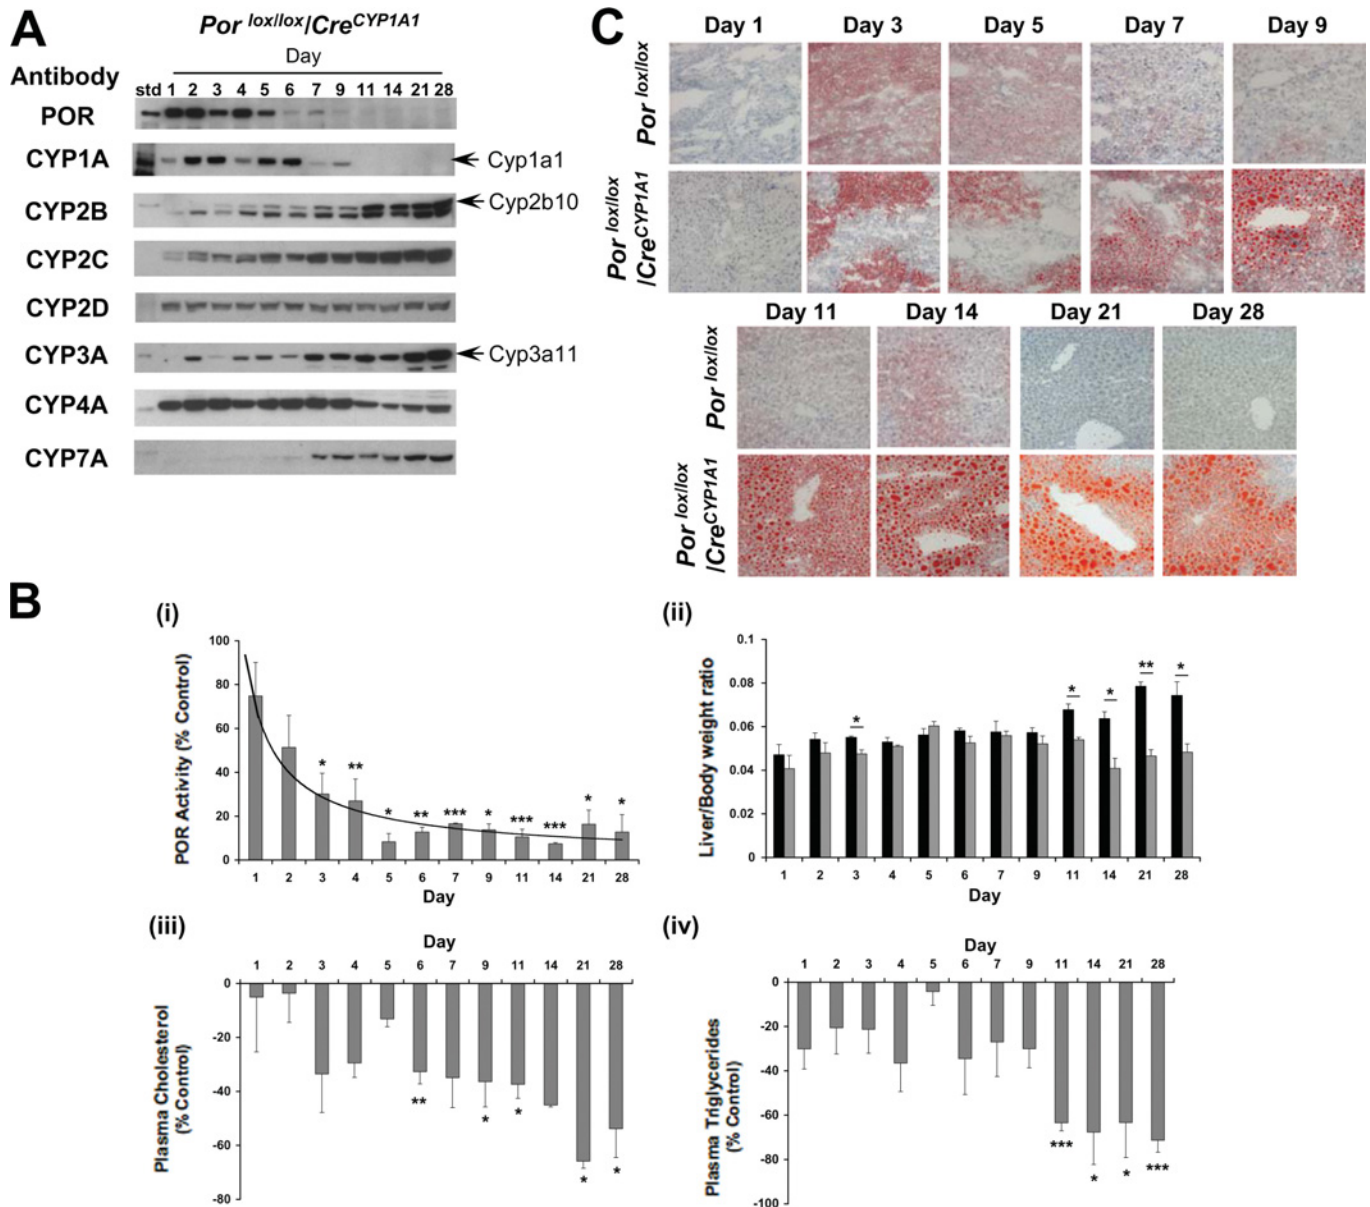 A
Por lox/lox/Cre CYP1A1
Day
Antibody
std 1 2 3 4 5 6 7 9 11 14 21 28
POR
CYP1A
Cyp1a1
CYP2B
Cyp2b10
CYP2C
CYP2D
CYP3A
Cyp3a11
CYP4A
CYP7A
C
Day 1 Day 3 Day 5 Day 7 Day 9
Por lox/lox
Por lox/lox
/Cre CYP1A1
Day 11 Day 14 Day 21 Day 28
Por lox/lox
Por lox/lox
/Cre CYP1A1
B
(i)
POR Activity (% Control)
100
80
60
40
20
0
* ** * ** *** * *** *** * *
1 2 3 4 5 6 7 9 11 14 21 28
Day
(ii)
Liver/Body weight ratio
0.1
0.08
0.06
0.04
0.02
0
* * * ** *
1 2 3 4 5 6 7 9 11 14 21 28
Day
(iii)
Day
1 2 3 4 5 6 7 9 11 14 21 28
Plasma Cholesterol
(% Control)
0
-20
-40
-60
-80
** * * * *
(iv)
Day
1 2 3 4 5 6 7 9 11 14 21 28
Plasma Triglycerides
(% Control)
0
-20
-40
-60
-80
-100
*** * * ***